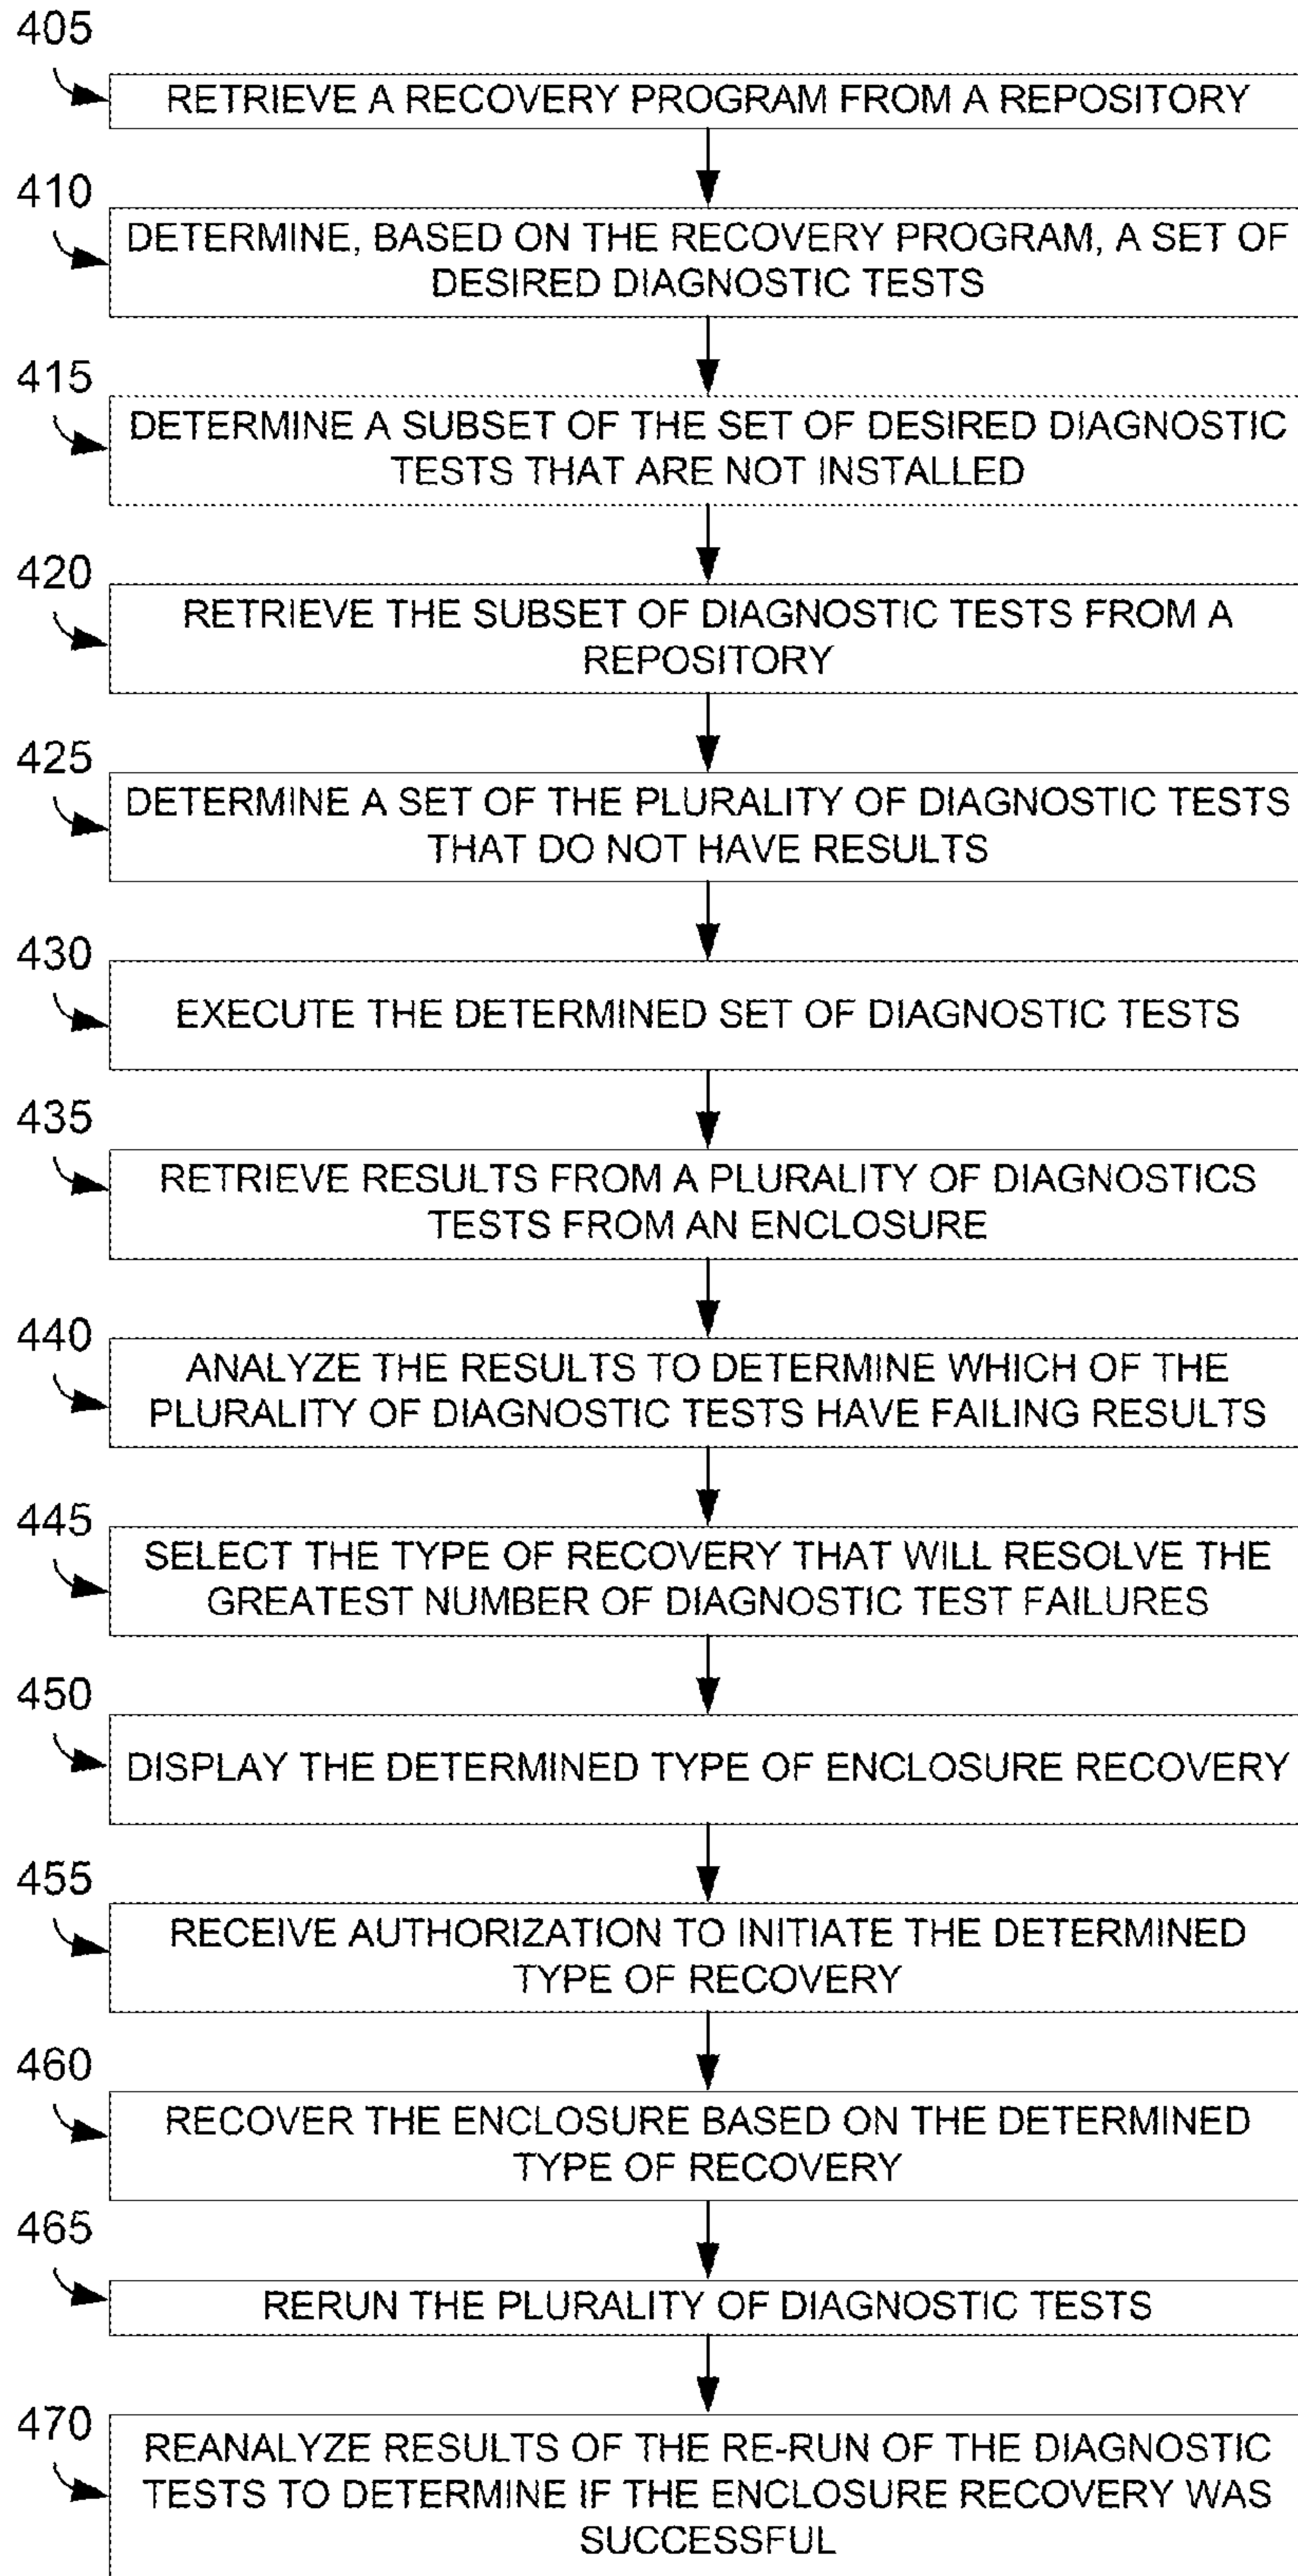 405
RETRIEVE A RECOVERY PROGRAM FROM A REPOSITORY
410
DETERMINE, BASED ON THE RECOVERY PROGRAM, A SET OF
DESIRED DIAGNOSTIC TESTS
415
DETERMINE A SUBSET OF THE SET OF DESIRED DIAGNOSTIC
TESTS THAT ARE NOT INSTALLED
420
RETRIEVE THE SUBSET OF DIAGNOSTIC TESTS FROM A
REPOSITORY
425
DETERMINE A SET OF THE PLURALITY OF DIAGNOSTIC TESTS
THAT DO NOT HAVE RESULTS
430
EXECUTE THE DETERMINED SET OF DIAGNOSTIC TESTS
435
RETRIEVE RESULTS FROM A PLURALITY OF DIAGNOSTICS
TESTS FROM AN ENCLOSURE
440
ANALYZE THE RESULTS TO DETERMINE WHICH OF THE
PLURALITY OF DIAGNOSTIC TESTS HAVE FAILING RESULTS
445
SELECT THE TYPE OF RECOVERY THAT WILL RESOLVE THE
GREATEST NUMBER OF DIAGNOSTIC TEST FAILURES
450
DISPLAY THE DETERMINED TYPE OF ENCLOSURE RECOVERY
455
RECEIVE AUTHORIZATION TO INITIATE THE DETERMINED
TYPE OF RECOVERY
460
RECOVER THE ENCLOSURE BASED ON THE DETERMINED
TYPE OF RECOVERY
465
RERUN THE PLURALITY OF DIAGNOSTIC TESTS
470
REANALYZE RESULTS OF THE RE-RUN OF THE DIAGNOSTIC
TESTS TO DETERMINE IF THE ENCLOSURE RECOVERY WAS
SUCCESSFUL